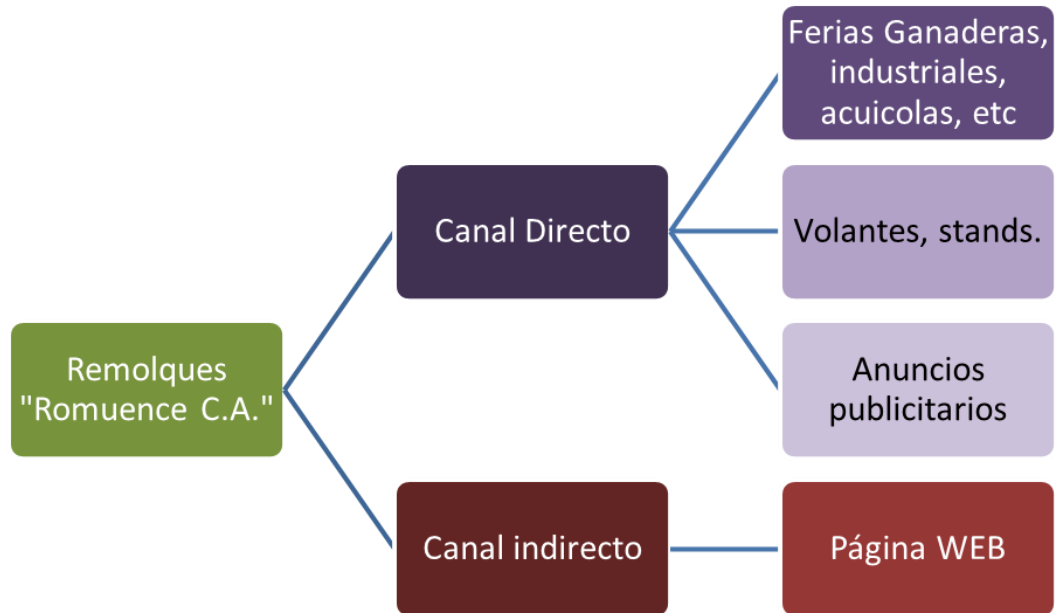 Ferias Ganaderas,
industriales,
acuicolas, etc
Canal Directo
Volantes, stands.
Remolques
"Romuence C.A."
Anuncios
publicitarios
Canal indirecto
Página WEB